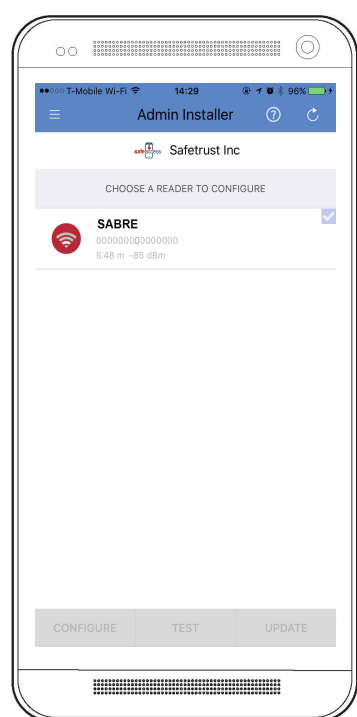 T-Mobile Wi-Fi 14:29 96%
Admin Installer ?
safeaccess Safetrust Inc
CHOOSE A READER TO CONFIGURE
SABRE
0000000000000000
5.48 m -85 dBm
CONFIGURE TEST UPDATE